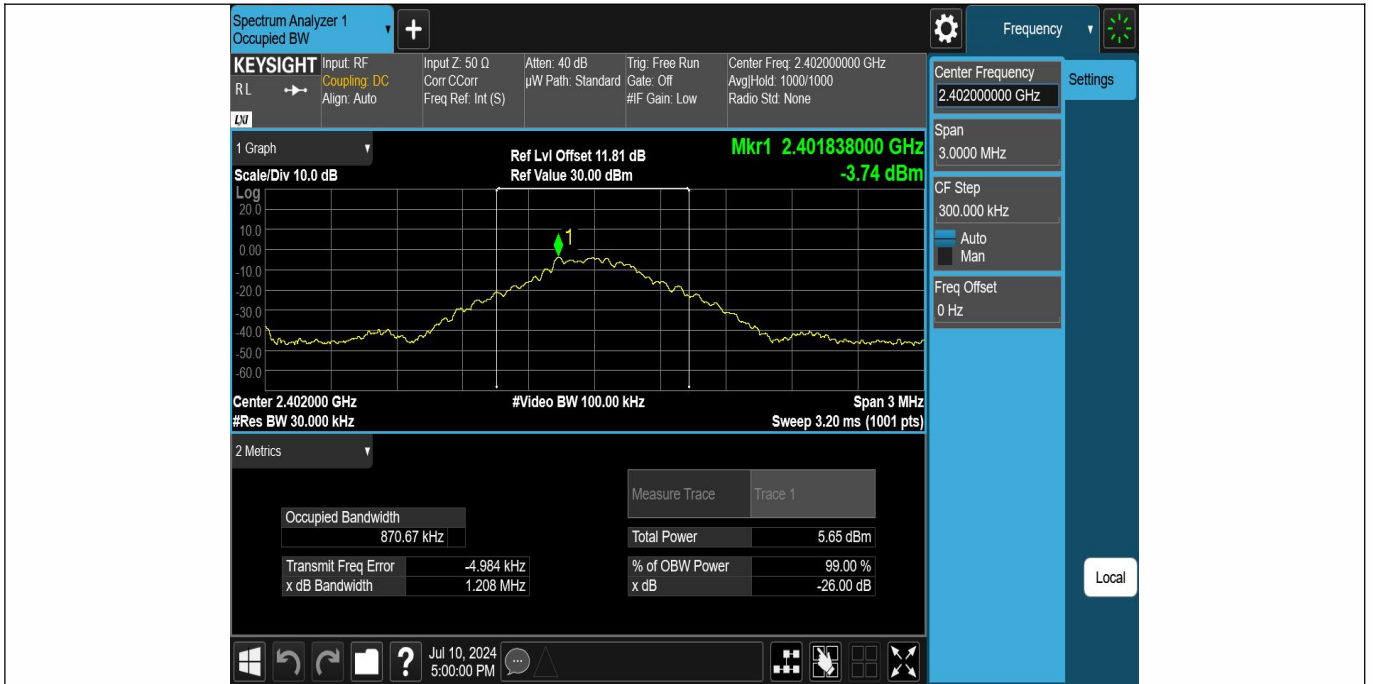 Spectrum Analyzer 1
Occupied BW
Frequency
KEYSIGHT
RL
LXI
Input: RF
Coupling: DC
Align: Auto
Input Z: 50 Ω
Corr CCorr
Freq Ref: Int (S)
Atten: 40 dB
µW Path: Standard
Trig: Free Run
Gate: Off
#IF Gain: Low
Center Freq: 2.402000000 GHz
Avg|Hold: 1000/1000
Radio Std: None
Center Frequency
2.402000000 GHz
Settings
Span
3.0000 MHz
CF Step
300.000 kHz
Auto
Man
Freq Offset
0 Hz
Local
1 Graph
Scale/Div 10.0 dB
Ref Lvl Offset 11.81 dB
Ref Value 30.00 dBm
Mkr1 2.401838000 GHz
-3.74 dBm
Log
20.0
10.0
0.00
-10.0
-20.0
-30.0
-40.0
-50.0
-60.0
1
Center 2.402000 GHz
#Video BW 100.00 kHz
Span 3 MHz
#Res BW 30.000 kHz
Sweep 3.20 ms (1001 pts)
2 Metrics
Measure Trace Trace 1
Occupied Bandwidth
870.67 kHz
Total Power 5.65 dBm
Transmit Freq Error -4.984 kHz
% of OBW Power 99.00 %
x dB Bandwidth 1.208 MHz
x dB -26.00 dB
?
Jul 10, 2024
5:00:00 PM